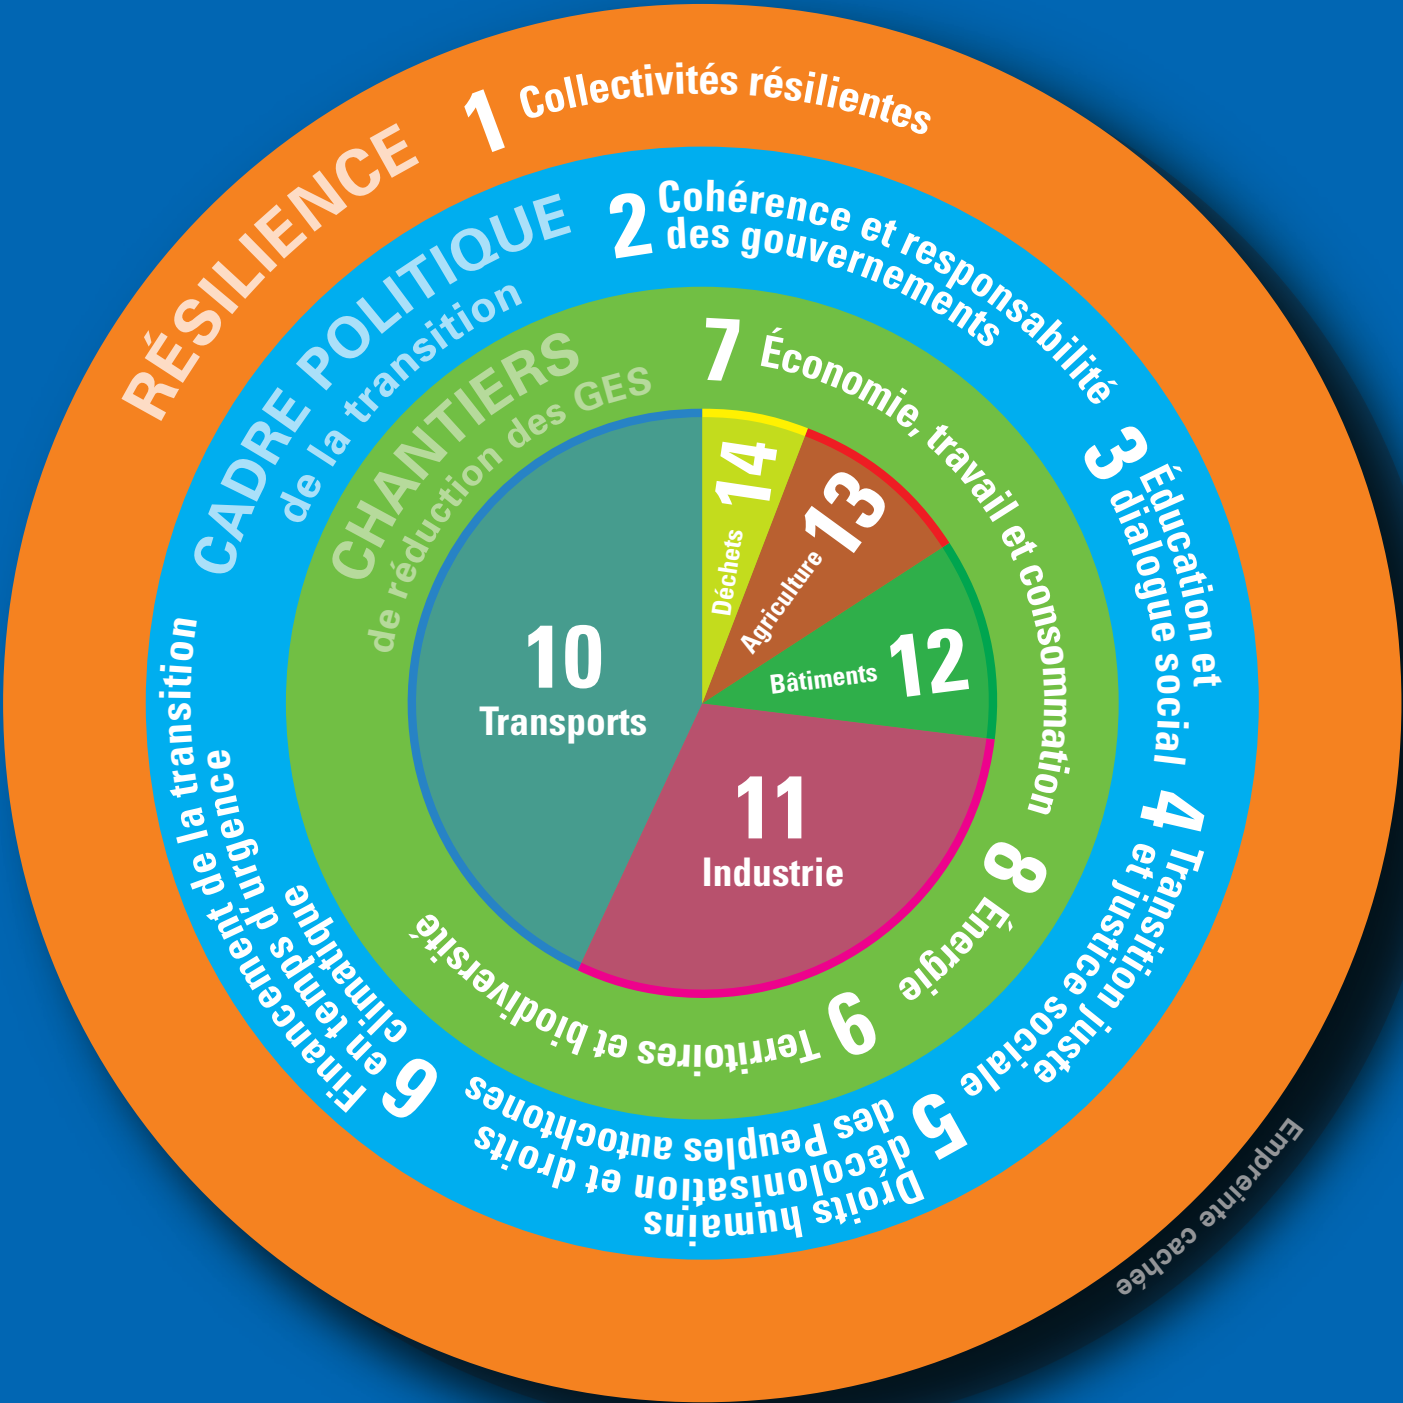 RÉSILIENCE
1 Collectivités résilientes
CADRE POLITIQUE
de la transition
2 Cohérence et responsabilité
des gouvernements
3 Éducation et
dialogue social
4 Transition juste
et justice sociale
5 Droits humains
décolonisation et droits
des Peuples autochtones
6 Financement de la transition
en temps d'urgence
climatique
CHANTIERS
de réduction des GES
7 Économie, travail et consommation
8 Énergie
9 Territoires et biodiversité
10
Transports
11
Industrie
Bâtiments 12
Agriculture 13
Déchets 14
Empreinte cachée